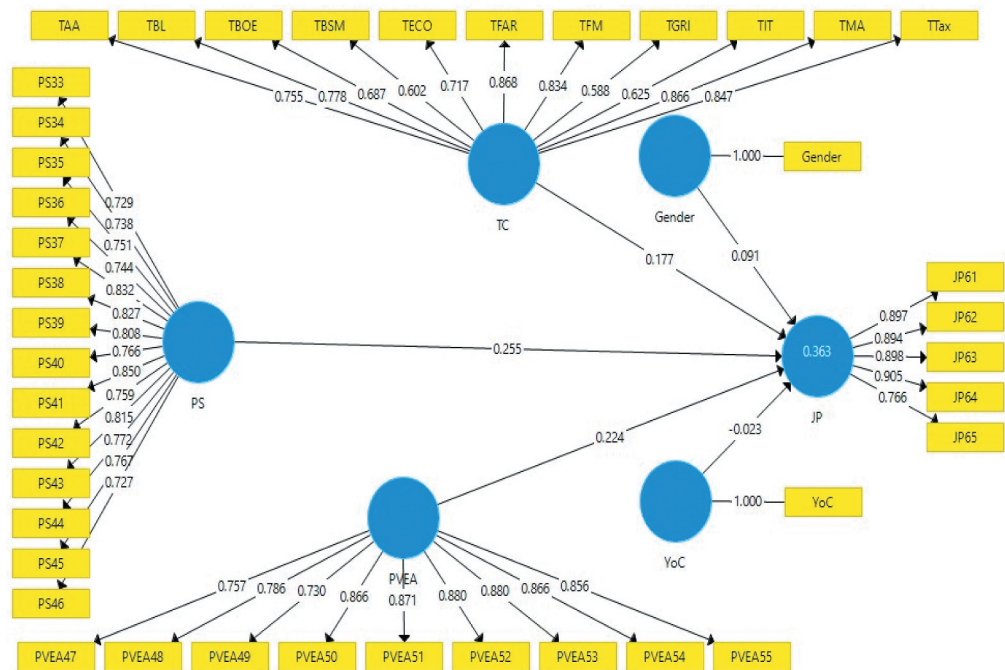 TAA TBL TBOE TBSM TECO TFAR TFM TGRI TIT TMA TTax
0.755 0.778 0.687 0.602 0.717 0.868 0.834 0.588 0.625 0.866 0.847
PS33
PS34
PS35
PS36
PS37
PS38
PS39
PS40
PS41
PS42
PS43
PS44
PS45
PS46
0.729
0.738
0.751
0.744
0.832
0.827
0.808
0.766
0.850
0.759
0.815
0.772
0.767
0.727
PS
TC
Gender
1.000
Gender
0.177
0.091
0.255
0.224
-0.023
0.363
JP
0.897
0.894
0.898
0.905
0.766
JP61
JP62
JP63
JP64
JP65
YoC
1.000
YoC
PVEA
0.757 0.786 0.730 0.866 0.871 0.880 0.880 0.866 0.856
PVEA47 PVEA48 PVEA49 PVEA50 PVEA51 PVEA52 PVEA53 PVEA54 PVEA55